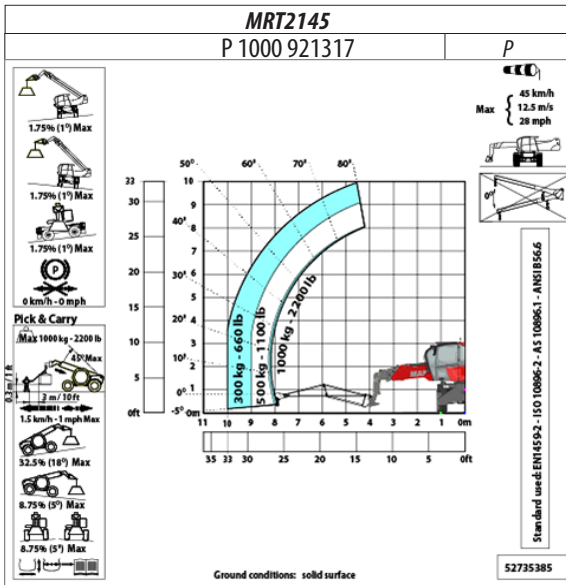 MRT2145
P 1000 921317
P
1.75% (1°) Max
1.75% (1°) Max
1.75% (1°) Max
P
0 km/h - 0 mph
Pick & Carry
Max 1000 kg - 2200 lb
45° Max
0.3 m / 1 ft
3 m / 10 ft
1.5 km/h - 1 mph Max
32.5% (18°) Max
8.75% (5°) Max
8.75% (5°) Max
Max
45 km/h
12.5 m/s
28 mph
0°
50° 60° 70° 80°
40°
30°
20°
10°
0°
-5°
33 30 25 20 15 10 5 0ft
10 9 8 7 6 5 4 3 2 1 0m
300 kg - 660 lb
500 kg - 1100 lb
1000 kg - 2200 lb
11 10 9 8 7 6 5 4 3 2 1 0m
35 33 30 25 20 15 10 5 0ft
Standard used: EN1459-2 - ISO 10896-2 - AS 10896.1 - ANSI B56.6
Ground conditions: solid surface
52735385